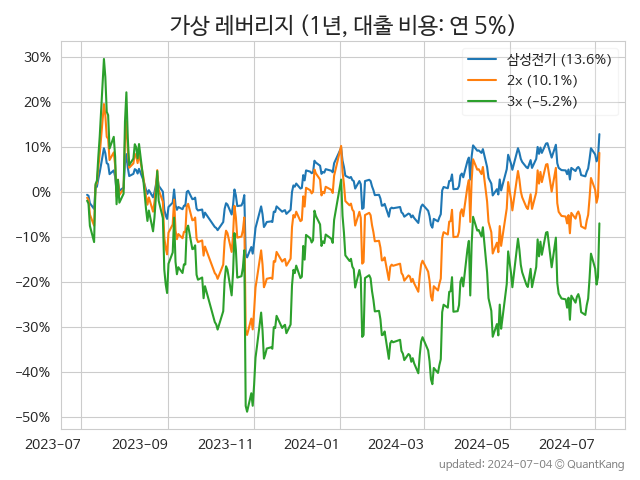 가상 레버리지 (1년, 대출 비용: 연 5%)
삼성전기 (13.6%)
2x (10.1%)
3x (−5.2%)
30%
20%
10%
0%
−10%
−20%
−30%
−40%
−50%
2023-07 2023-09 2023-11 2024-01 2024-03 2024-05 2024-07
updated: 2024-07-04 © QuantKang